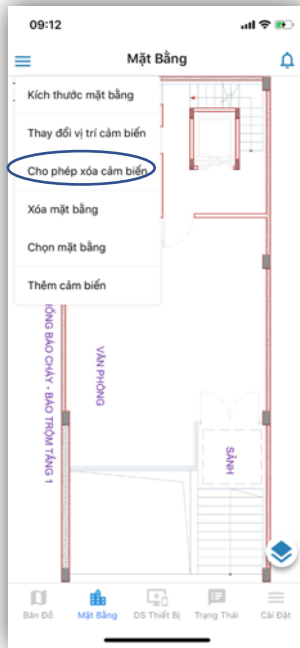 09:12
Mặt Bằng
Kích thước mặt bằng
Thay đổi vị trí cảm biến
Cho phép xóa cảm biến
Xóa mặt bằng
Chọn mặt bằng
Thêm cảm biến
ỐNG BÁO CHÁY - BÁO TRỘM TẦNG 1
VĂN PHÒNG
SẢNH
Bản Đồ
Mặt Bằng
DS Thiết Bị
Trạng Thái
Cài Đặt